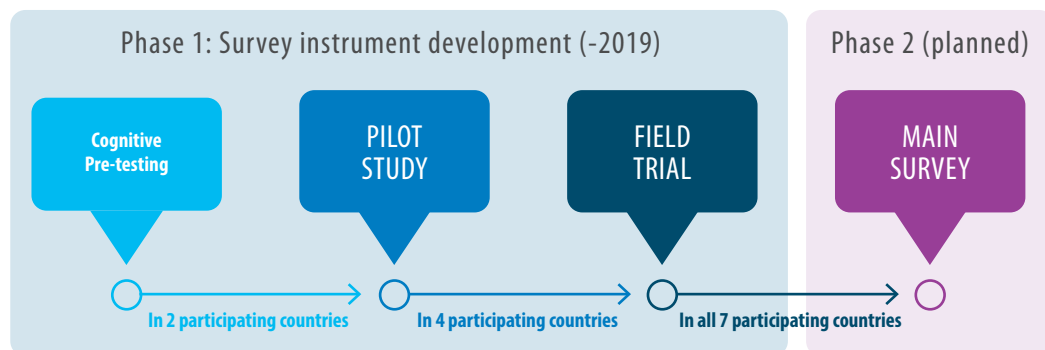 Phase 1: Survey instrument development (-2019)
Phase 2 (planned)
Cognitive
Pre-testing
PILOT
STUDY
FIELD
TRIAL
MAIN
SURVEY
In 2 participating countries
In 4 participating countries
In all 7 participating countries